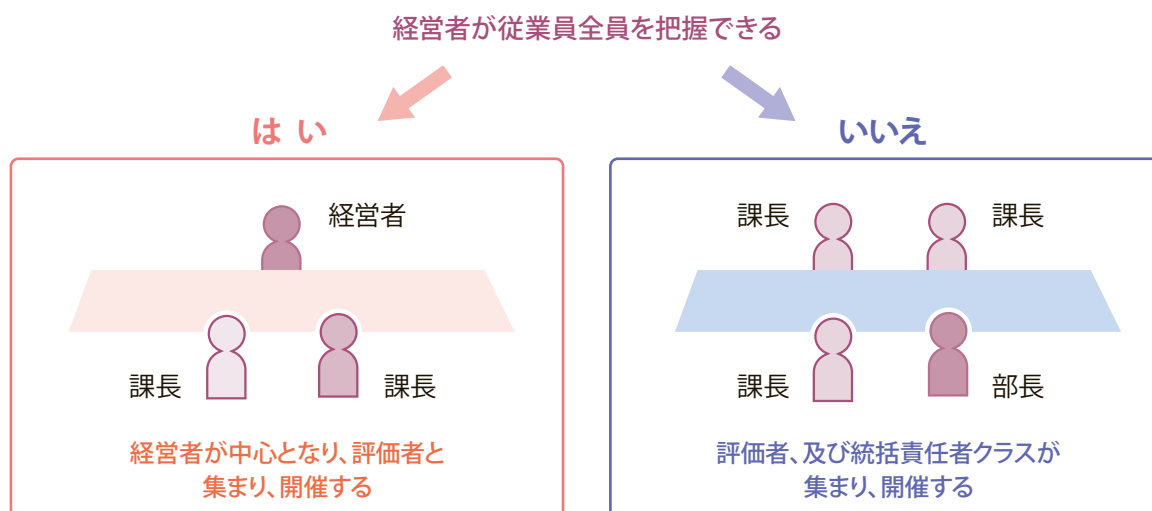 経営者が従業員全員を把握できる
はい
経営者
課長
課長
経営者が中心となり、評価者と
集まり、開催する
いいえ
課長
課長
課長
部長
評価者、及び統括責任者クラスが
集まり、開催する